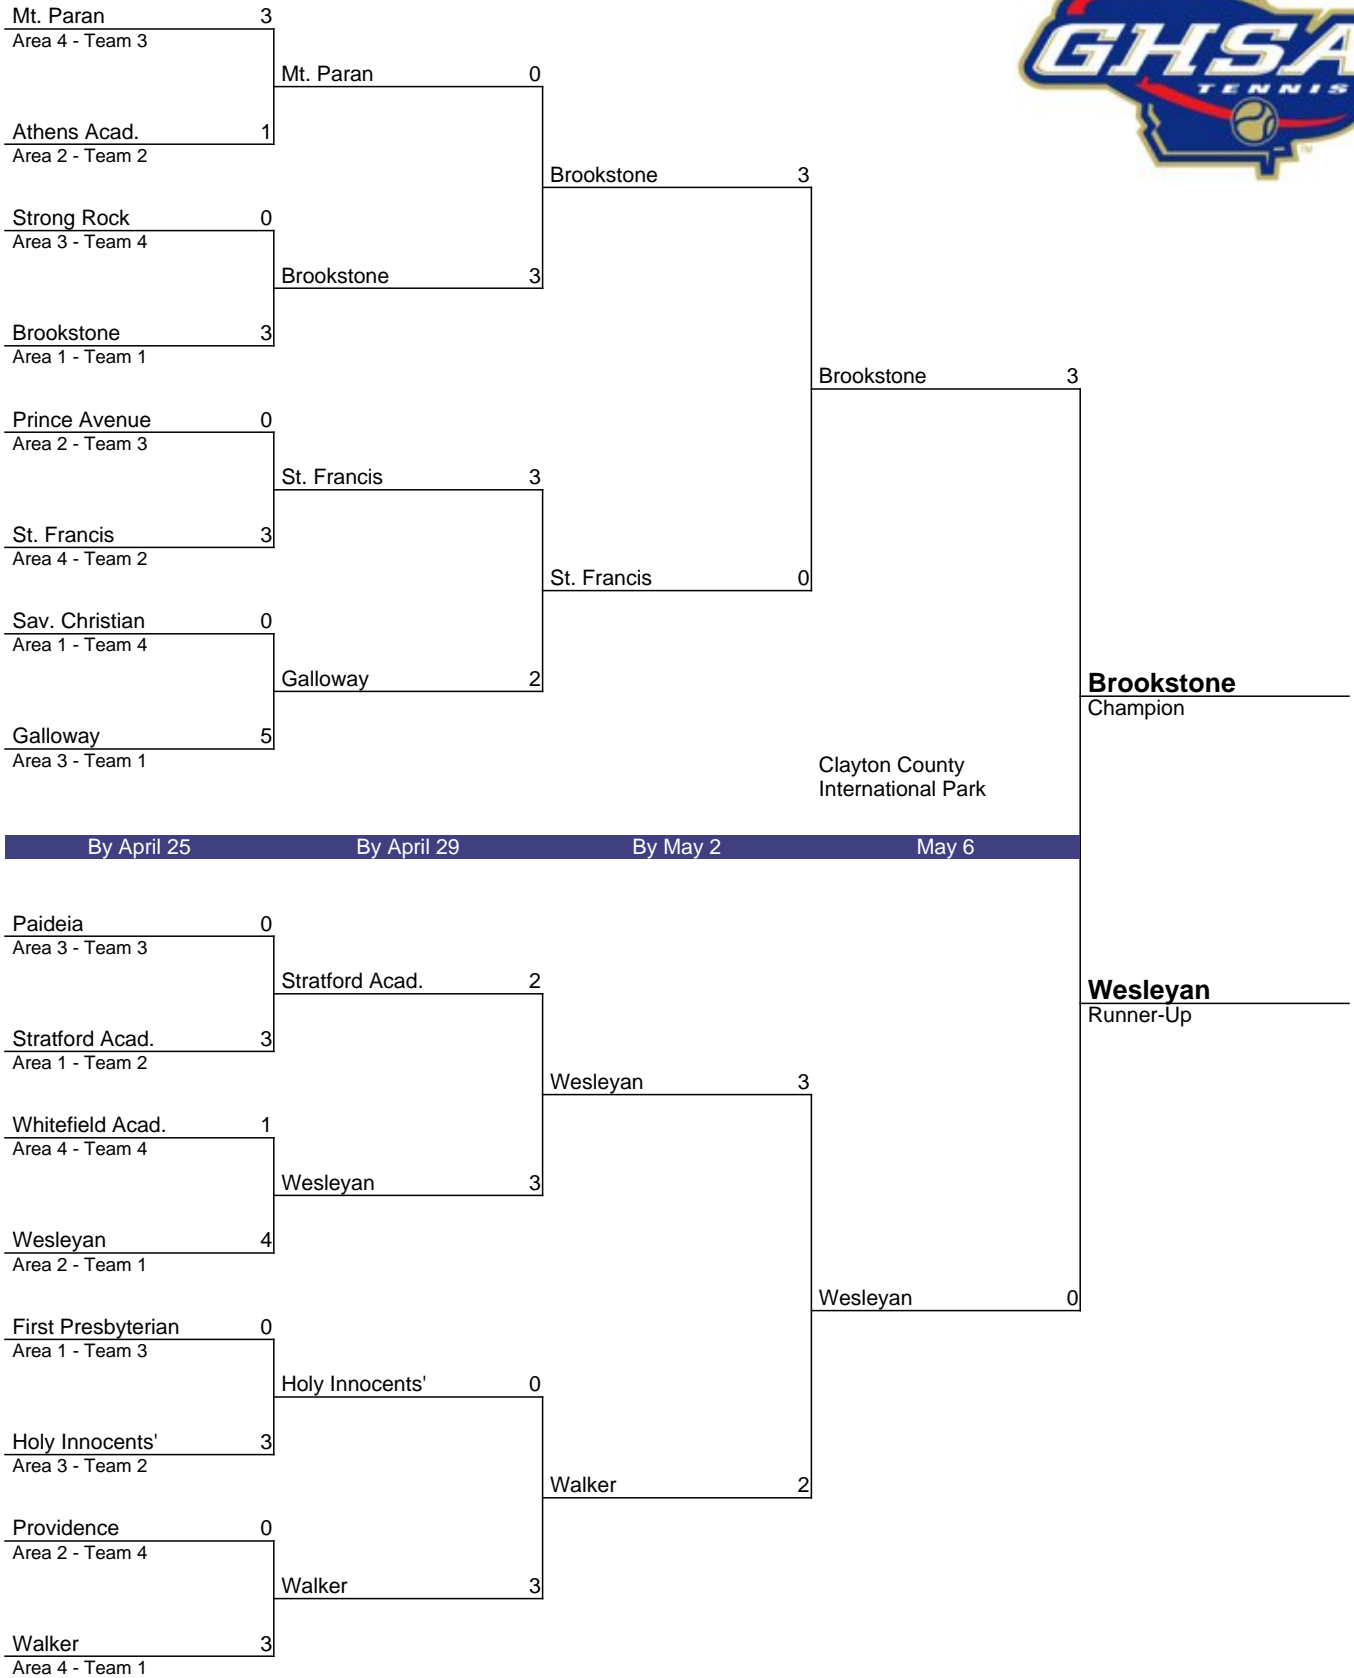 GHSA
TENNIS
Mt. Paran 3
Area 4 - Team 3
Mt. Paran 0
Athens Acad. 1
Area 2 - Team 2
Brookstone 3
Strong Rock 0
Area 3 - Team 4
Brookstone 3
Brookstone 3
Area 1 - Team 1
Brookstone 3
Prince Avenue 0
Area 2 - Team 3
St. Francis 3
St. Francis 3
Area 4 - Team 2
St. Francis 0
Sav. Christian 0
Area 1 - Team 4
Galloway 2
Brookstone
Champion
Galloway 5
Area 3 - Team 1
Clayton County
International Park
By April 25 By April 29 By May 2 May 6
Paideia 0
Area 3 - Team 3
Stratford Acad. 2
Wesleyan
Runner-Up
Stratford Acad. 3
Area 1 - Team 2
Wesleyan 3
Whitefield Acad. 1
Area 4 - Team 4
Wesleyan 3
Wesleyan 4
Area 2 - Team 1
Wesleyan 0
First Presbyterian 0
Area 1 - Team 3
Holy Innocents' 0
Holy Innocents' 3
Area 3 - Team 2
Walker 2
Providence 0
Area 2 - Team 4
Walker 3
Walker 3
Area 4 - Team 1